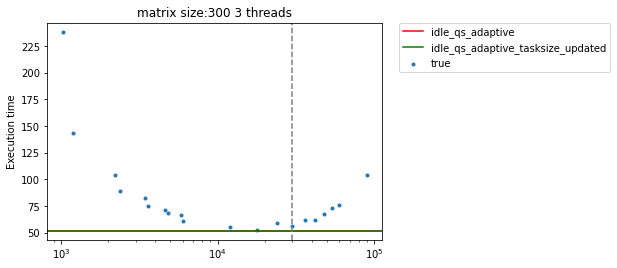 matrix size:300 3 threads
idle_qs_adaptive
idle_qs_adaptive_tasksize_updated
true
Execution time
225
200
175
150
125
100
75
50
10³
10⁴
10⁵